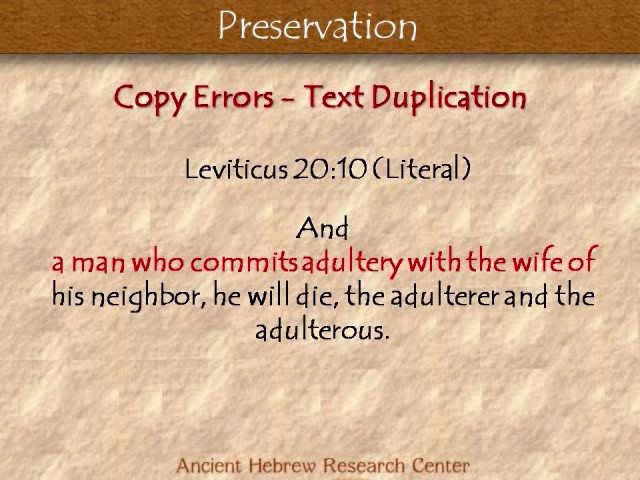 Preservation
Copy Errors - Text Duplication
Leviticus 20:10 (Literal)
And
a man who commits adultery with the wife of
his neighbor, he will die, the adulterer and the
adulterous.
Ancient Hebrew Research Center